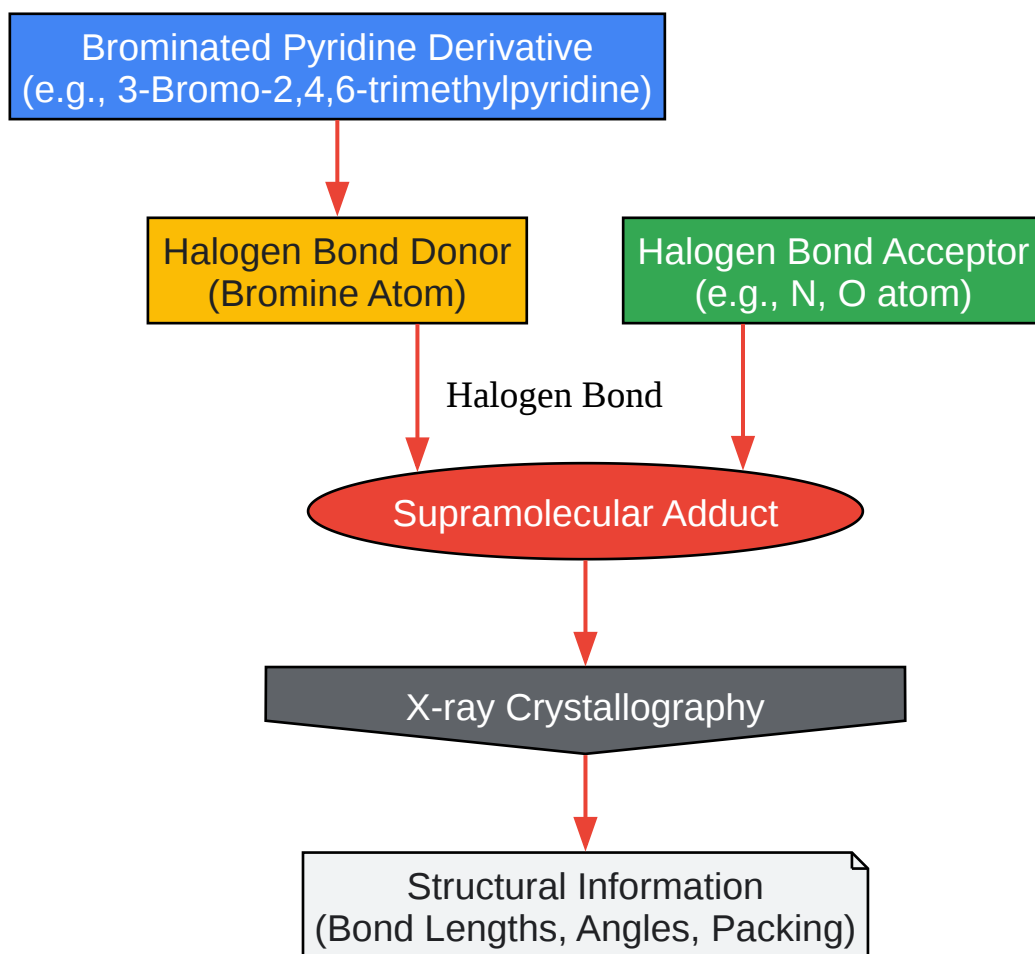 Brominated Pyridine Derivative
(e.g., 3-Bromo-2,4,6-trimethylpyridine)
Halogen Bond Donor
(Bromine Atom)
Halogen Bond Acceptor
(e.g., N, O atom)
Halogen Bond
Supramolecular Adduct
X-ray Crystallography
Structural Information
(Bond Lengths, Angles, Packing)